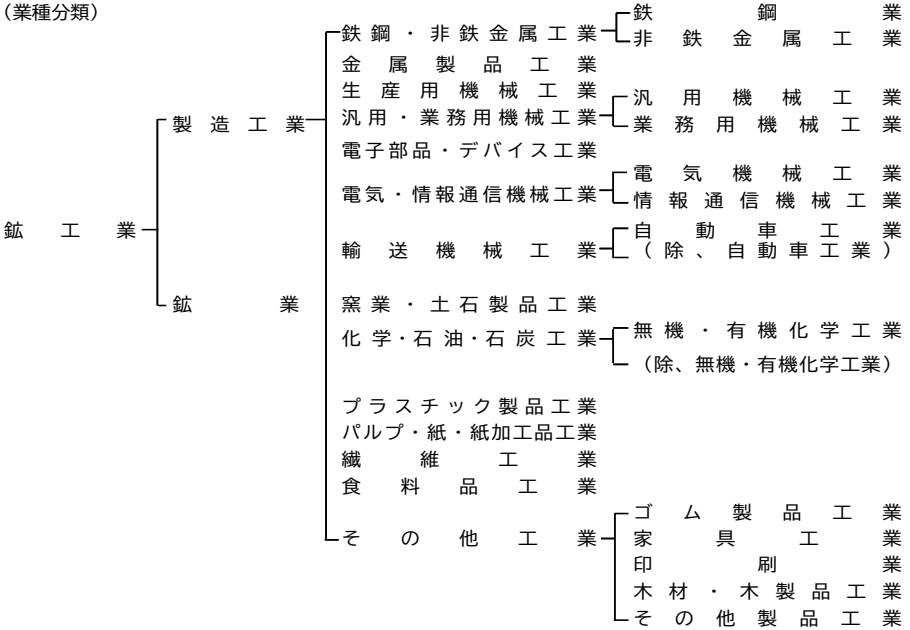 (業種分類)
鉱工業
製造工業
鉱業
鉄鋼・非鉄金属工業
鉄鋼業
非鉄金属工業
金属製品工業
生産用機械工業
汎用・業務用機械工業
汎用機械工業
業務用機械工業
電子部品・デバイス工業
電気・情報通信機械工業
電気機械工業
情報通信機械工業
輸送機械工業
自動車工業
(除、自動車工業)
窯業・土石製品工業
化学・石油・石炭工業
無機・有機化学工業
(除、無機・有機化学工業)
プラスチック製品工業
パルプ・紙・紙加工品工業
繊維工業
食料品工業
その他工業
ゴム製品工業
家具工業
印刷業
木材・木製品工業
その他製品工業